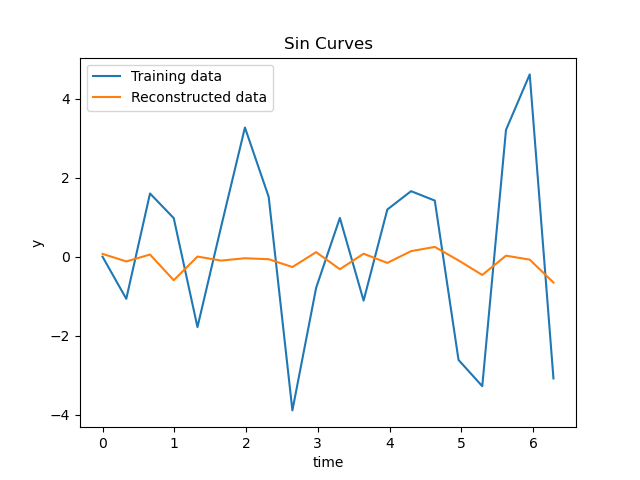 Sin Curves
Training data
Reconstructed data
y
4
2
0
−2
−4
0 1 2 3 4 5 6
time